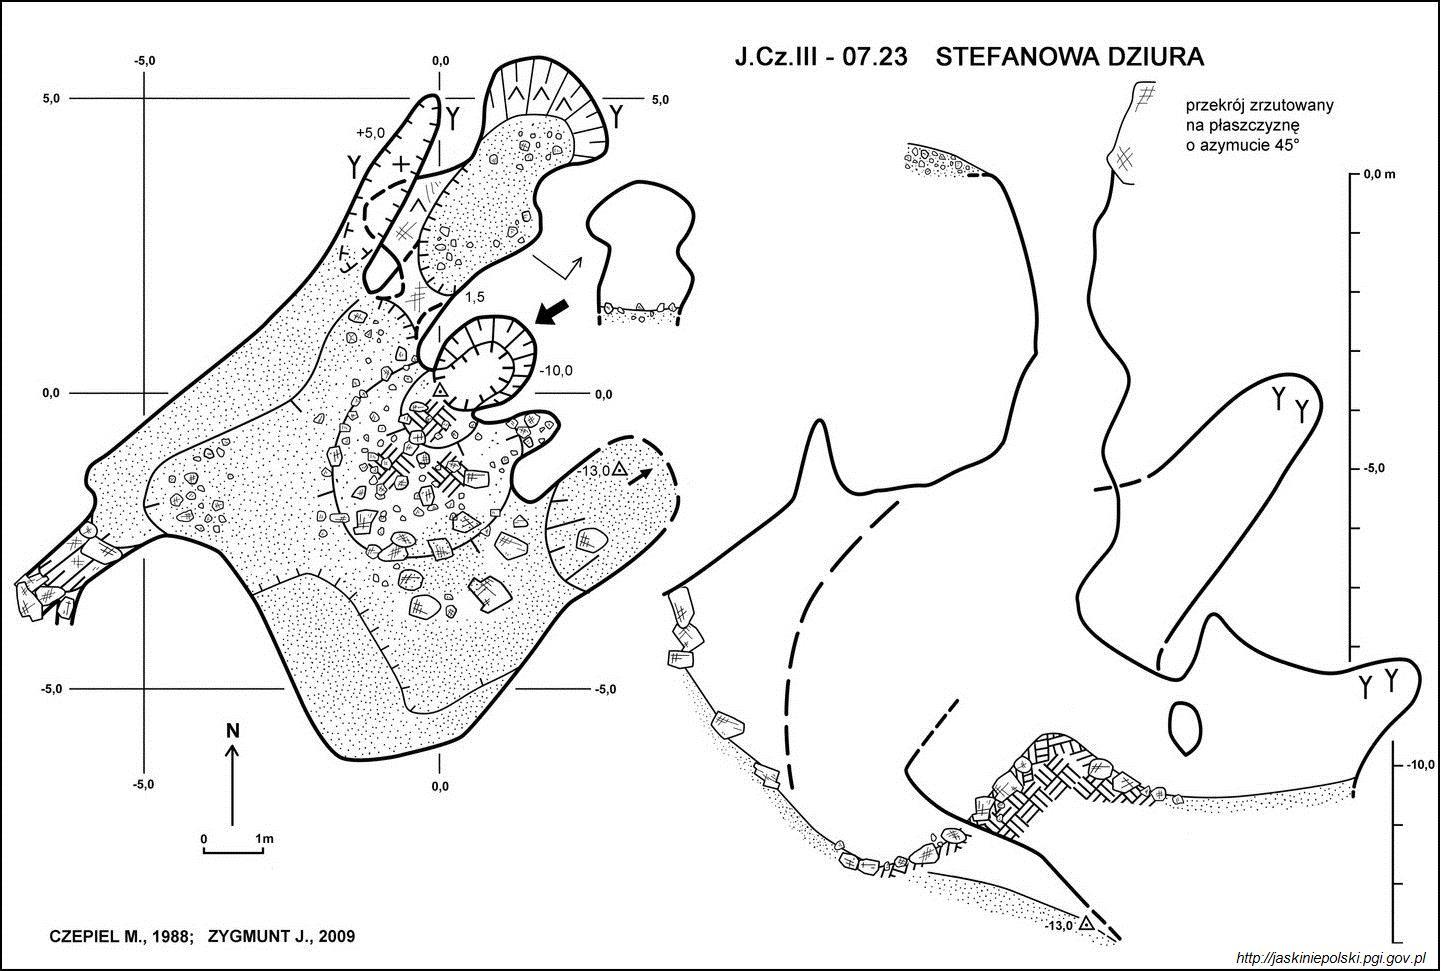 J.Cz.III - 07.23 STEFANOWA DZIURA
przekrój zrzutowany
na płaszczyznę
o azymucie 45°
-5,0
0,0
5,0
5,0
+5,0
1,5
-10,0
0,0
0,0
-13,0
-5,0
-5,0
-5,0
0,0
N
0 1m
0,0 m
-5,0
-10,0
-13,0
CZEPIEL M., 1988; ZYGMUNT J., 2009
http://jaskiniepolski.pgi.gov.pl